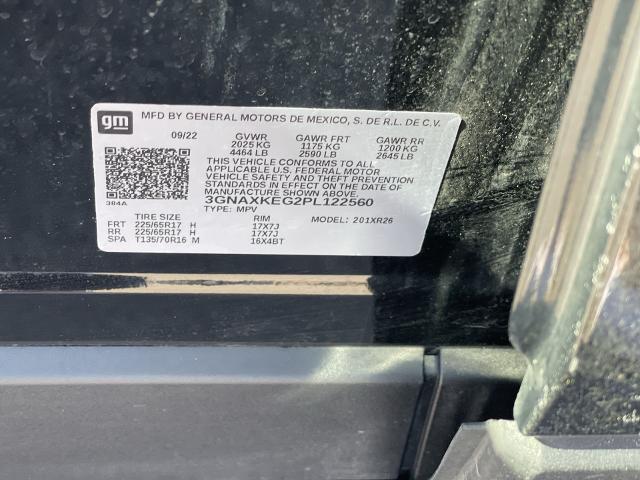 gm MFD BY GENERAL MOTORS DE MEXICO, S. DE R.L. DE C.V.
09/22 GVWR GAWR FRT GAWR RR
2025 KG 1175 KG 1200 KG
4464 LB 2590 LB 2645 LB
THIS VEHICLE CONFORMS TO ALL
APPLICABLE U.S. FEDERAL MOTOR
VEHICLE SAFETY AND THEFT PREVENTION
STANDARDS IN EFFECT ON THE DATE OF
MANUFACTURE SHOWN ABOVE.
384A 3GNAXKEG2PL122560
TYPE: MPV MODEL: 201XR26
TIRE SIZE RIM
FRT 225/65R17 H 17X7J
RR 225/65R17 H 17X7J
SPA T135/70R16 M 16X4BT